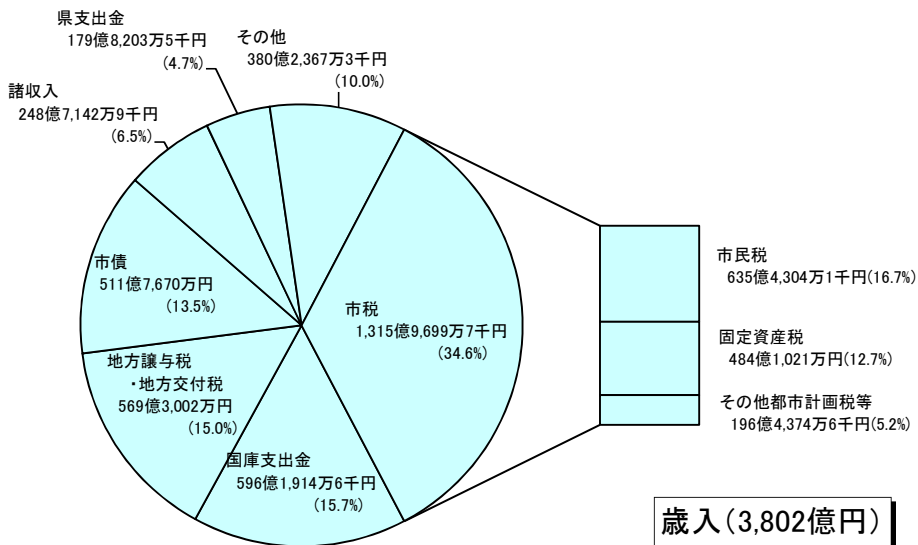 県支出金
179億8,203万5千円
(4.7%)
その他
380億2,367万3千円
(10.0%)
諸収入
248億7,142万9千円
(6.5%)
市債
511億7,670万円
(13.5%)
市税
1,315億9,699万7千円
(34.6%)
地方譲与税
・地方交付税
569億3,002万円
(15.0%)
国庫支出金
596億1,914万6千円
(15.7%)
市民税
635億4,304万1千円(16.7%)
固定資産税
484億1,021万円(12.7%)
その他都市計画税等
196億4,374万6千円(5.2%)
歳入(3,802億円)